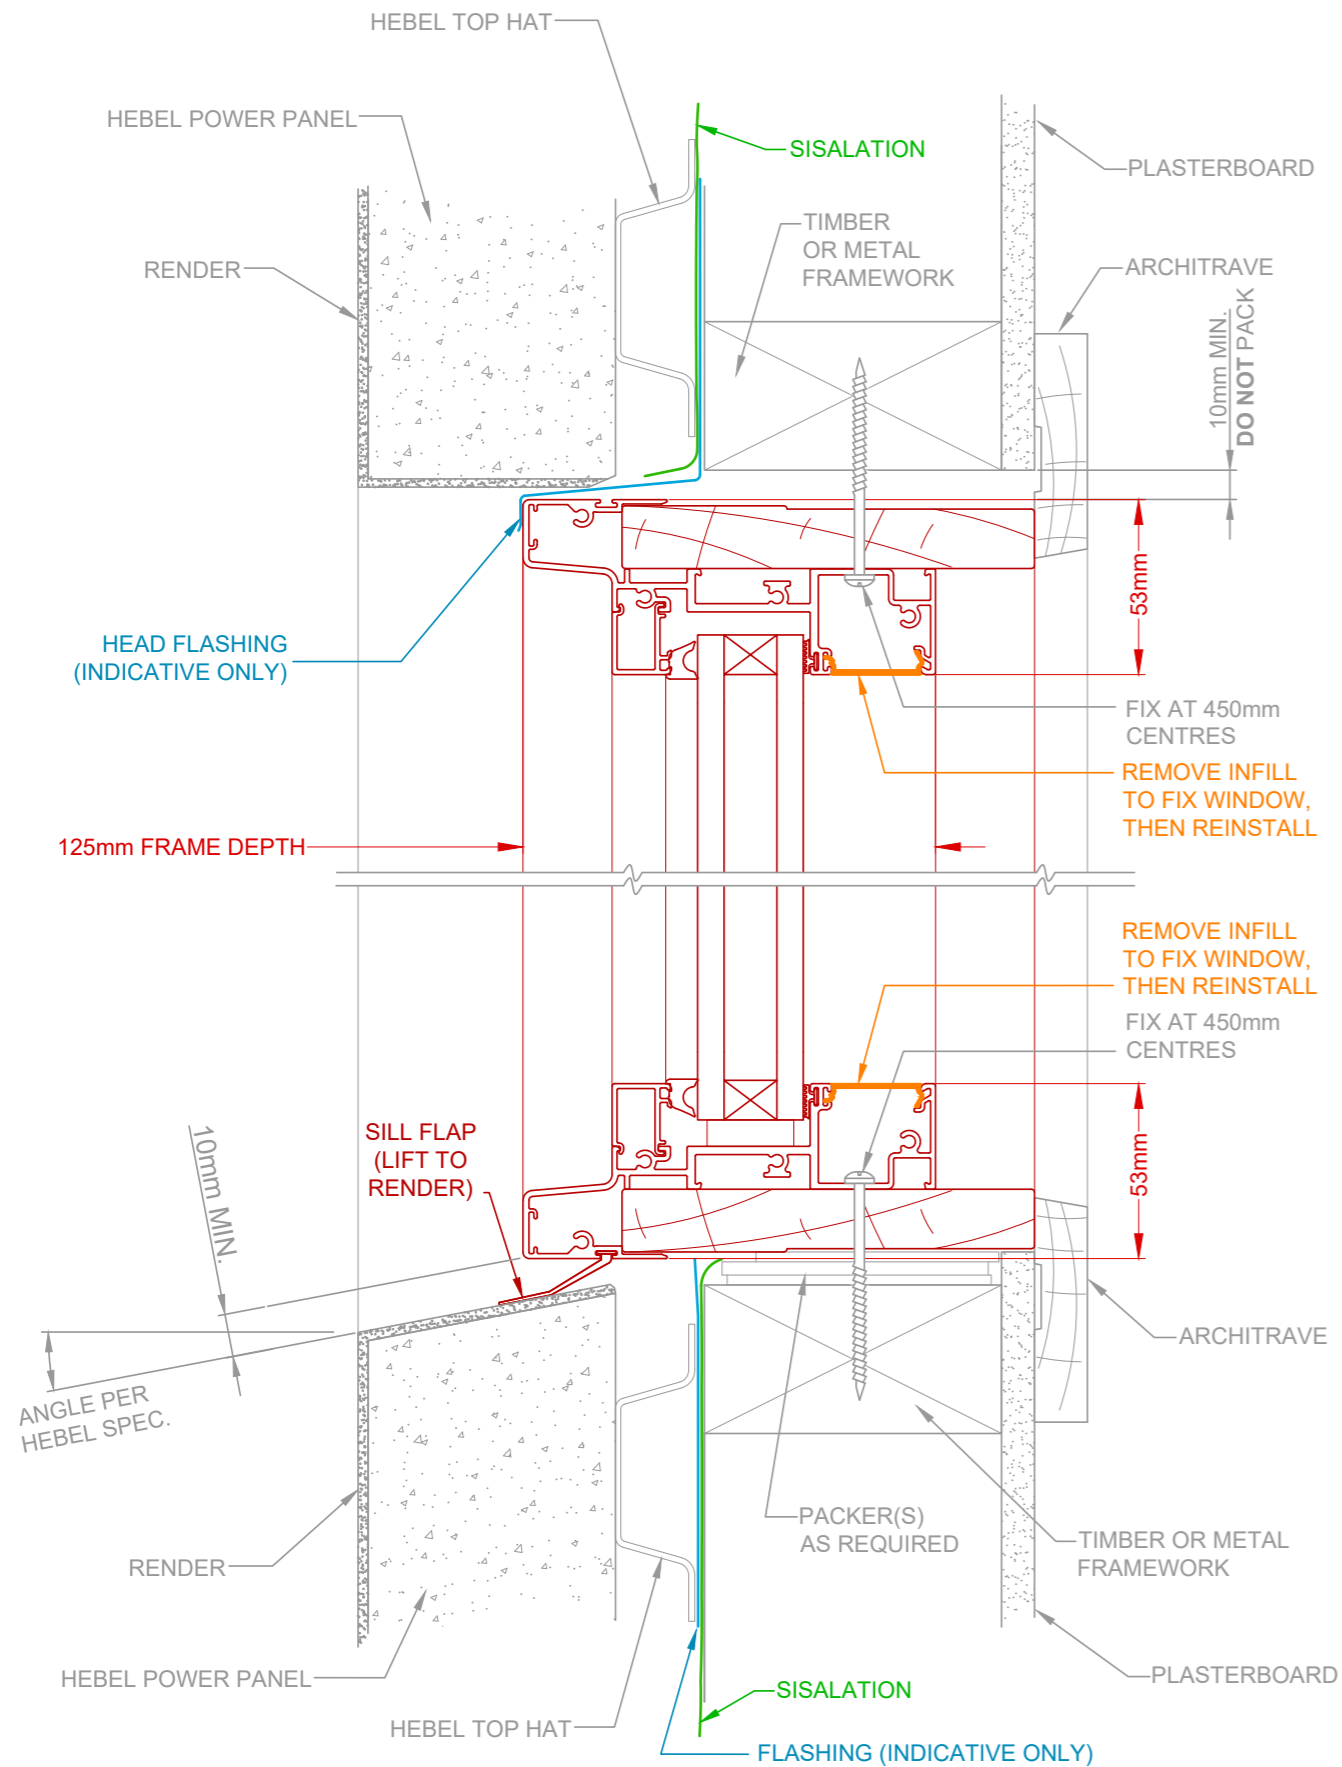 HEBEL TOP HAT
HEBEL POWER PANEL
SISALATION
PLASTERBOARD
TIMBER
OR METAL
FRAMEWORK
RENDER
ARCHITRAVE
10mm MIN.
DO NOT PACK
53mm
HEAD FLASHING
(INDICATIVE ONLY)
FIX AT 450mm
CENTRES
REMOVE INFILL
TO FIX WINDOW,
THEN REINSTALL
125mm FRAME DEPTH
REMOVE INFILL
TO FIX WINDOW,
THEN REINSTALL
FIX AT 450mm
CENTRES
SILL FLAP
(LIFT TO
RENDER)
10mm MIN.
53mm
ANGLE PER
HEBEL SPEC.
ARCHITRAVE
PACKER(S)
AS REQUIRED
TIMBER OR METAL
FRAMEWORK
RENDER
HEBEL POWER PANEL
PLASTERBOARD
SISALATION
HEBEL TOP HAT
FLASHING (INDICATIVE ONLY)